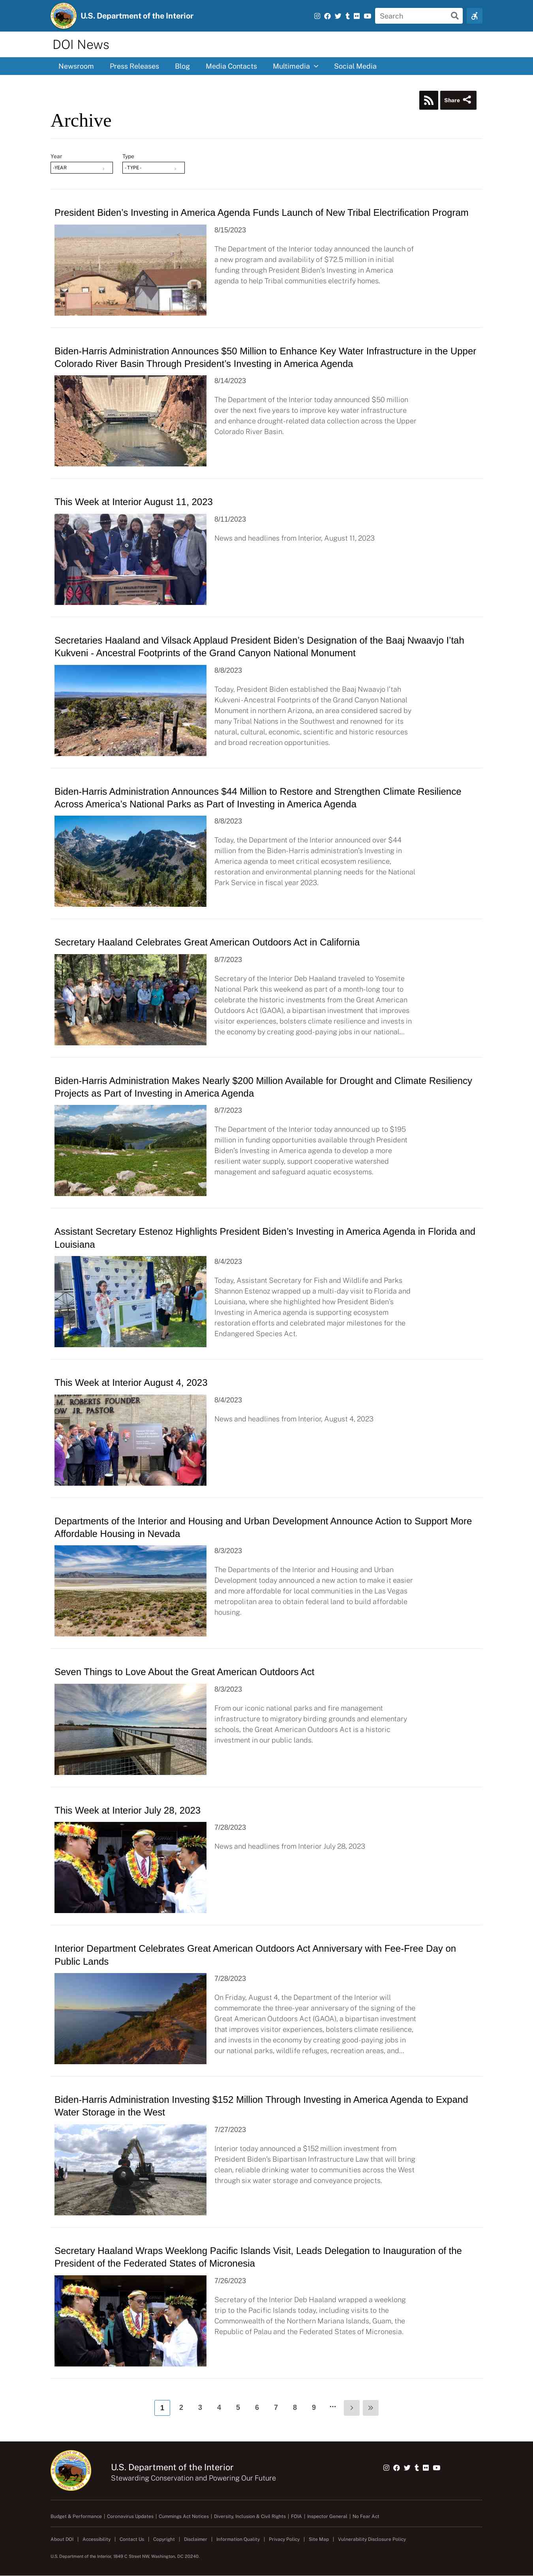 U.S. Department of the Interior
Search
DOI News
Newsroom Press Releases Blog Media Contacts Multimedia Social Media
Share
Archive
Year Type
-YEAR - TYPE -
President Biden's Investing in America Agenda Funds Launch of New Tribal Electrification Program
8/15/2023
The Department of the Interior today announced the launch of
a new program and availability of $72.5 million in initial
funding through President Biden's Investing in America
agenda to help Tribal communities electrify homes.
Biden-Harris Administration Announces $50 Million to Enhance Key Water Infrastructure in the Upper
Colorado River Basin Through President's Investing in America Agenda
8/14/2023
The Department of the Interior today announced $50 million
over the next five years to improve key water infrastructure
and enhance drought-related data collection across the Upper
Colorado River Basin.
This Week at Interior August 11, 2023
8/11/2023
News and headlines from Interior, August 11, 2023
Secretaries Haaland and Vilsack Applaud President Biden's Designation of the Baaj Nwaavjo I'tah
Kukveni - Ancestral Footprints of the Grand Canyon National Monument
8/8/2023
Today, President Biden established the Baaj Nwaavjo I'tah
Kukveni-Ancestral Footprints of the Grand Canyon National
Monument in northern Arizona, an area considered sacred by
many Tribal Nations in the Southwest and renowned for its
natural, cultural, economic, scientific and historic resources
and broad recreation opportunities.
Biden-Harris Administration Announces $44 Million to Restore and Strengthen Climate Resilience
Across America's National Parks as Part of Investing in America Agenda
8/8/2023
Today, the Department of the Interior announced over $44
million from the Biden-Harris administration's Investing in
America agenda to meet critical ecosystem resilience,
restoration and environmental planning needs for the National
Park Service in fiscal year 2023.
Secretary Haaland Celebrates Great American Outdoors Act in California
8/7/2023
Secretary of the Interior Deb Haaland traveled to Yosemite
National Park this weekend as part of a month-long tour to
celebrate the historic investments from the Great American
Outdoors Act (GAOA), a bipartisan investment that improves
visitor experiences, bolsters climate resilience and invests in
the economy by creating good-paying jobs in our national...
Biden-Harris Administration Makes Nearly $200 Million Available for Drought and Climate Resiliency
Projects as Part of Investing in America Agenda
8/7/2023
The Department of the Interior today announced up to $195
million in funding opportunities available through President
Biden's Investing in America agenda to develop a more
resilient water supply, support cooperative watershed
management and safeguard aquatic ecosystems.
Assistant Secretary Estenoz Highlights President Biden's Investing in America Agenda in Florida and
Louisiana
8/4/2023
Today, Assistant Secretary for Fish and Wildlife and Parks
Shannon Estenoz wrapped up a multi-day visit to Florida and
Louisiana, where she highlighted how President Biden's
Investing in America agenda is supporting ecosystem
restoration efforts and celebrated major milestones for the
Endangered Species Act.
This Week at Interior August 4, 2023
M. ROBERTS FOUNDER
OW JR. PASTOR
8/4/2023
News and headlines from Interior, August 4, 2023
Departments of the Interior and Housing and Urban Development Announce Action to Support More
Affordable Housing in Nevada
8/3/2023
The Departments of the Interior and Housing and Urban
Development today announced a new action to make it easier
and more affordable for local communities in the Las Vegas
metropolitan area to obtain federal land to build affordable
housing.
Seven Things to Love About the Great American Outdoors Act
8/3/2023
From our iconic national parks and fire management
infrastructure to migratory birding grounds and elementary
schools, the Great American Outdoors Act is a historic
investment in our public lands.
This Week at Interior July 28, 2023
7/28/2023
News and headlines from Interior July 28, 2023
Interior Department Celebrates Great American Outdoors Act Anniversary with Fee-Free Day on
Public Lands
7/28/2023
On Friday, August 4, the Department of the Interior will
commemorate the three-year anniversary of the signing of the
Great American Outdoors Act (GAOA), a bipartisan investment
that improves visitor experiences, bolsters climate resilience,
and invests in the economy by creating good-paying jobs in
our national parks, wildlife refuges, recreation areas, and...
Biden-Harris Administration Investing $152 Million Through Investing in America Agenda to Expand
Water Storage in the West
7/27/2023
Interior today announced a $152 million investment from
President Biden's Bipartisan Infrastructure Law that will bring
clean, reliable drinking water to communities across the West
through six water storage and conveyance projects.
Secretary Haaland Wraps Weeklong Pacific Islands Visit, Leads Delegation to Inauguration of the
President of the Federated States of Micronesia
7/26/2023
Secretary of the Interior Deb Haaland wrapped a weeklong
trip to the Pacific Islands today, including visits to the
Commonwealth of the Northern Mariana Islands, Guam, the
Republic of Palau and the Federated States of Micronesia.
1 2 3 4 5 6 7 8 9 ... › »
U.S. Department of the Interior
Stewarding Conservation and Powering Our Future
Budget & Performance | Coronavirus Updates | Cummings Act Notices | Diversity, Inclusion & Civil Rights | FOIA | Inspector General | No Fear Act
About DOI | Accessibility | Contact Us | Copyright | Disclaimer | Information Quality | Privacy Policy | Site Map | Vulnerability Disclosure Policy
U.S. Department of the Interior, 1849 C Street NW, Washington, DC 20240.